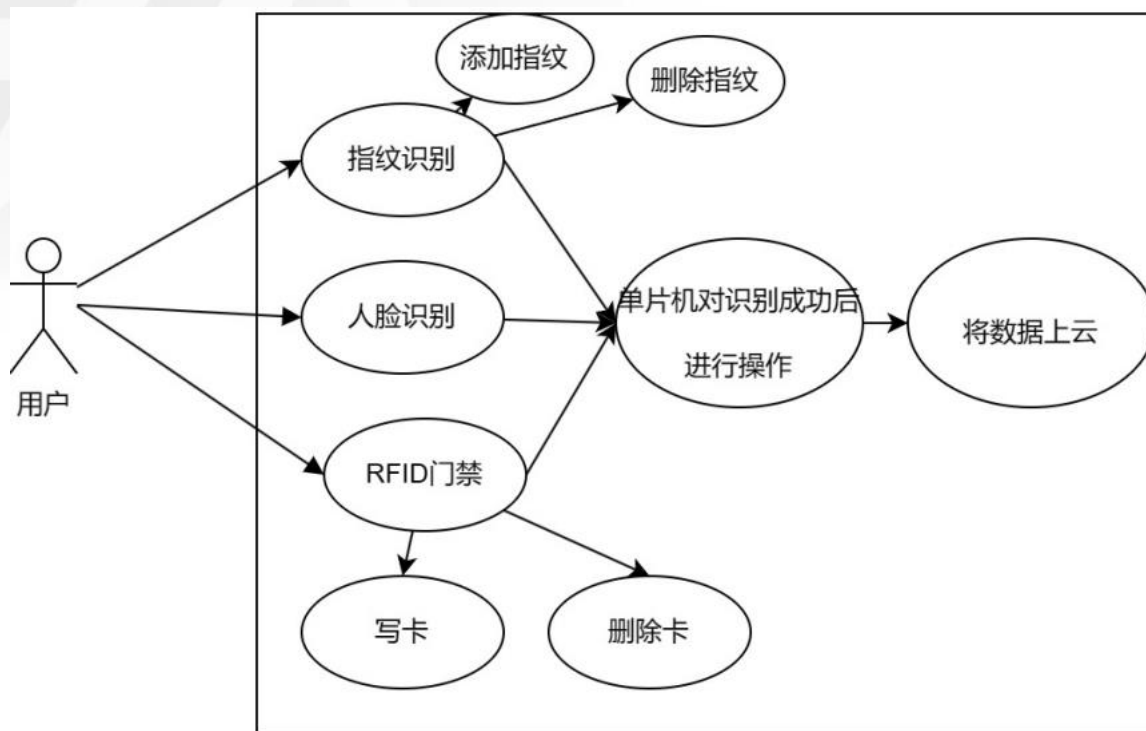 添加指纹
删除指纹
指纹识别
人脸识别
单片机对识别成功后
进行操作
将数据上云
用户
RFID门禁
写卡
删除卡